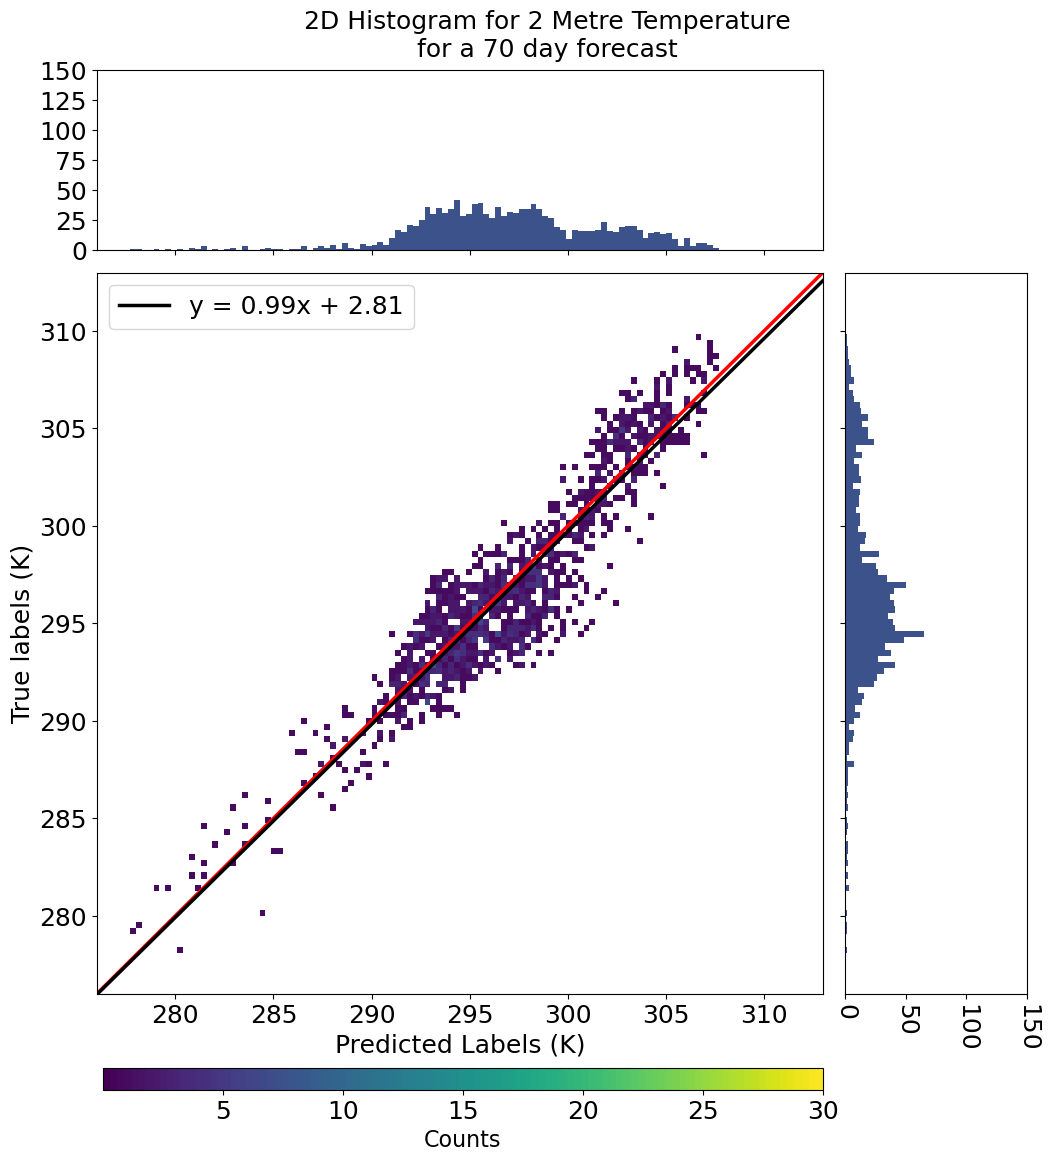 2D Histogram for 2 Metre Temperature
for a 70 day forecast
150
125
100
75
50
25
0
y = 0.99x + 2.81
310
305
300
295
290
285
280
True labels (K)
280 285 290 295 300 305 310
Predicted Labels (K)
0 50 100 150
5 10 15 20 25 30
Counts